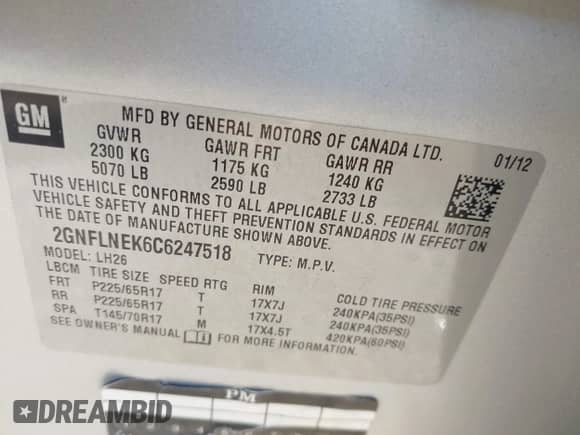 GM
MFD BY GENERAL MOTORS OF CANADA LTD.
01/12
GVWR GAWR FRT GAWR RR
2300 KG 1175 KG 1240 KG
5070 LB 2590 LB 2733 LB
THIS VEHICLE CONFORMS TO ALL APPLICABLE U.S. FEDERAL MOTOR
VEHICLE SAFETY AND THEFT PREVENTION STANDARDS IN EFFECT ON
THE DATE OF MANUFACTURE SHOWN ABOVE.
2GNFLNEK6C6247518 TYPE: M.P.V.
MODEL: LH26
LBCM TIRE SIZE SPEED RTG RIM COLD TIRE PRESSURE
FRT P225/65R17 T 17X7J 240KPA(35PSI)
RR P225/65R17 T 17X7J 240KPA(35PSI)
SPA T145/70R17 M 17X4.5T 420KPA(60PSI)
SEE OWNER'S MANUAL FOR MORE INFORMATION.
PM
DREAMBID